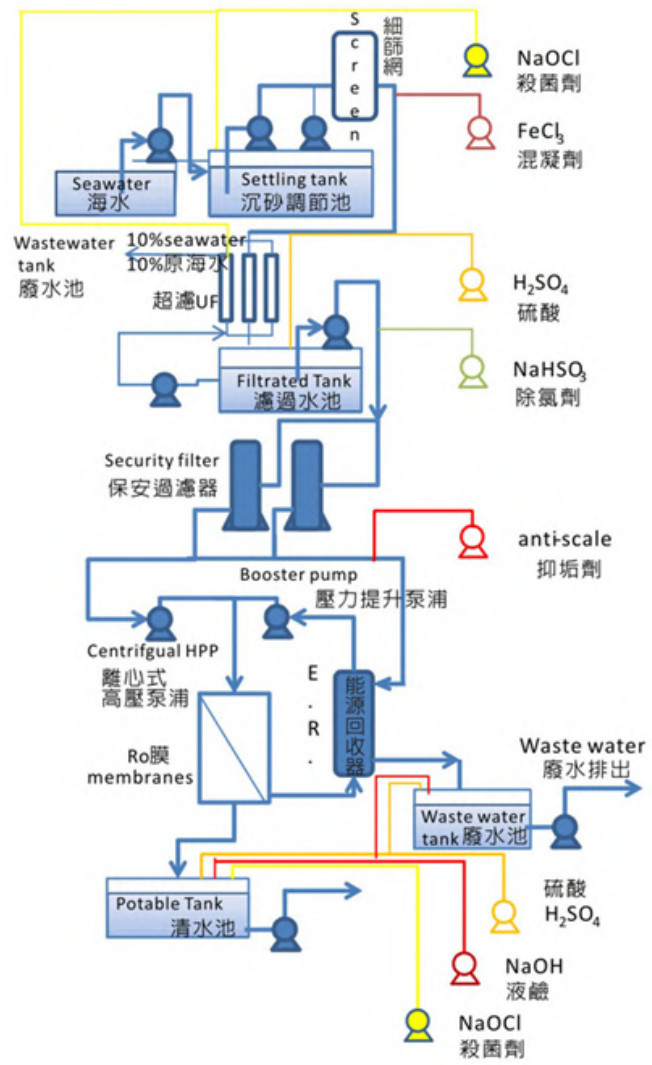 Screen
細篩網
NaOCl
殺菌劑
FeCl₃
混凝劑
Seawater
海水
Settling tank
沉砂調節池
Wastewater
tank
廢水池
10%seawater
10%原海水
超濾UF
H₂SO₄
硫酸
NaHSO₃
除氯劑
Filtrated Tank
濾過水池
Security filter
保安過濾器
anti-scale
抑垢劑
Booster pump
壓力提升泵浦
Centrifgual HPP
離心式
高壓泵浦
E.R.
能源回收器
Ro膜
membranes
Waste water
廢水排出
Waste water
tank廢水池
Potable Tank
清水池
硫酸
H₂SO₄
NaOH
液鹼
NaOCl
殺菌劑